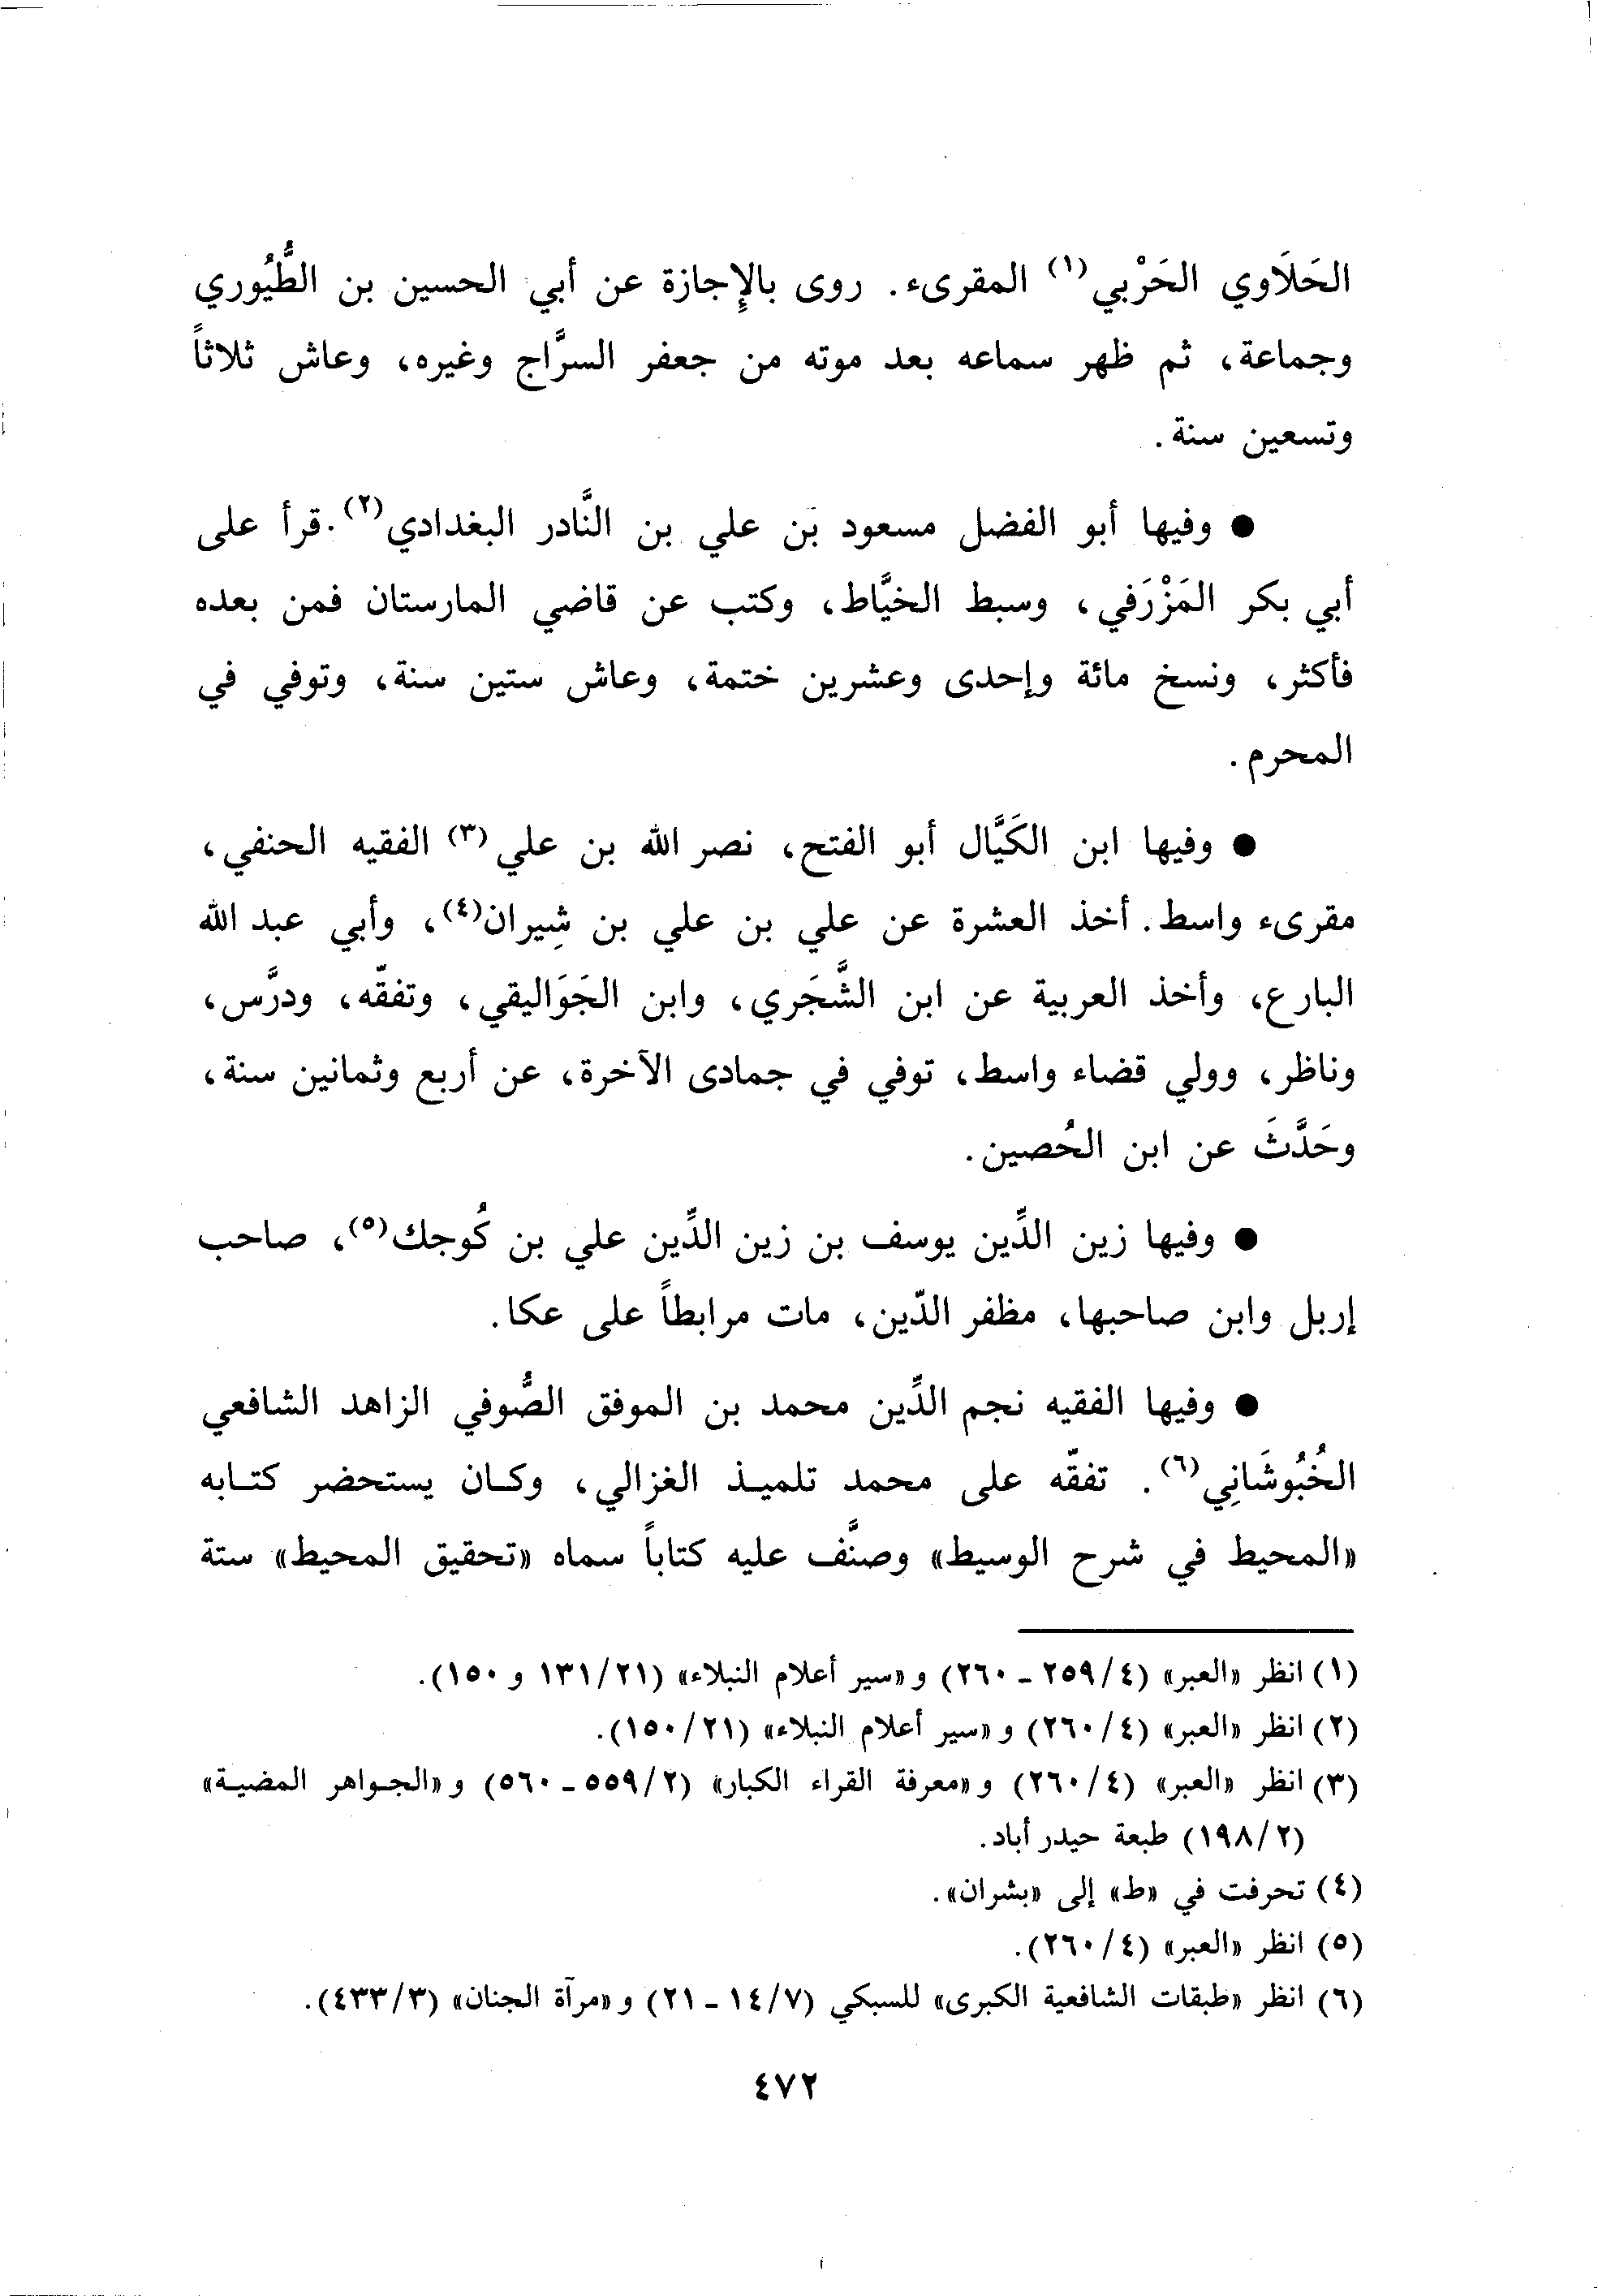 الحَلَاوي الحَرْبي(١) المقرىء. روى بالإِجازة عن أبي الحسين بن الطُّيُوري
وجماعة، ثم ظهر سماعه بعد موته من جعفر السرَّاج وغيره، وعاش ثلاثاً
وتسعين سنة.
● وفيها أبو الفضل مسعود بن علي بن النَّادر البغدادي(٢). قرأ على
أبي بكر المَزْرَفي، وسبط الخيَّاط، وكتب عن قاضي المارستان فمن بعده
فأكثر، ونسخ مائة وإحدى وعشرين ختمة، وعاش ستين سنة، وتوفي في
المحرم.
● وفيها ابن الكَيَّال أبو الفتح، نصر الله بن علي(٣) الفقيه الحنفي،
مقرىء واسط. أخذ العشرة عن علي بن علي بن شِيران(٤)، وأبي عبد الله
البارع، وأخذ العربية عن ابن الشَّجَري، وابن الجَوَاليقي، وتفقّه، ودرَّس،
وناظر، وولي قضاء واسط، توفي في جمادى الآخرة، عن أربع وثمانين سنة،
وحَدَّثَ عن ابن الحُصين.
● وفيها زين الدِّين يوسف بن زين الدِّين علي بن كُوجك(٥)، صاحب
إربل وابن صاحبها، مظفر الدّين، مات مرابطاً على عكا.
● وفيها الفقيه نجم الدِّين محمد بن الموفق الصُّوفي الزاهد الشافعي
الخُبُوشَانِي(٦). تفقّه على محمد تلميذ الغزالي، وكان يستحضر كتابه
«المحيط في شرح الوسيط» وصنَّف عليه كتاباً سماه «تحقيق المحيط» ستة
(١) انظر «العبر» (٤/٢٥٩ ـ ٢٦٠) و «سير أعلام النبلاء» (٢١/١٣١ و ١٥٠).
(٢) انظر «العبر» (٤/٢٦٠) و «سير أعلام النبلاء» (٢١/١٥٠).
(٣) انظر «العبر» (٤/٢٦٠) و «معرفة القراء الكبار» (٢/٥٥٩ ـ ٥٦٠) و «الجواهر المضية»
(٢/١٩٨) طبعة حيدر أباد.
(٤) تحرفت في «ط» إلى «بشران».
(٥) انظر «العبر» (٤/٢٦٠).
(٦) انظر «طبقات الشافعية الكبرى» للسبكي (٧/١٤ ـ ٢١) و «مرآة الجنان» (٣/٤٣٣).
٤٧٢